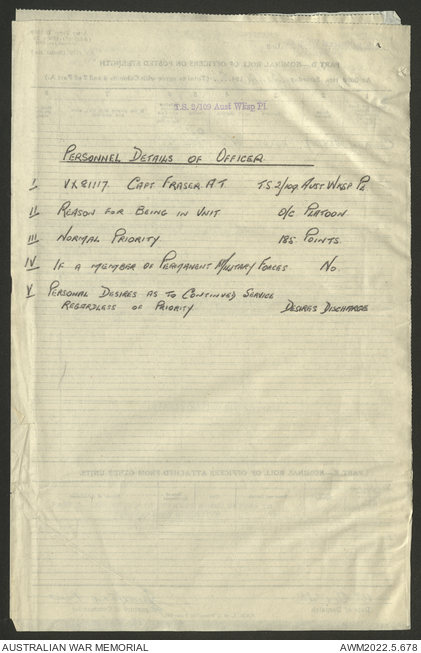 T.S. 2/109 Aust Wksp Pl.
PERSONNEL DETAILS OF OFFICER
I VX81117. CAPT FRASER A T T.S 2/109 AUST WKSP PL
II REASON FOR BEING IN UNIT O/C PLATOON
III NORMAL PRIORITY 185 POINTS.
IV IF A MEMBER OF PERMANENT MILITARY FORCES No.
V PERSONAL DESIRES AS TO CONTINUED SERVICE
REGARDLESS OF PRIORITY DESIRES DISCHARGE
AUSTRALIAN WAR MEMORIAL AWM2022.5.678